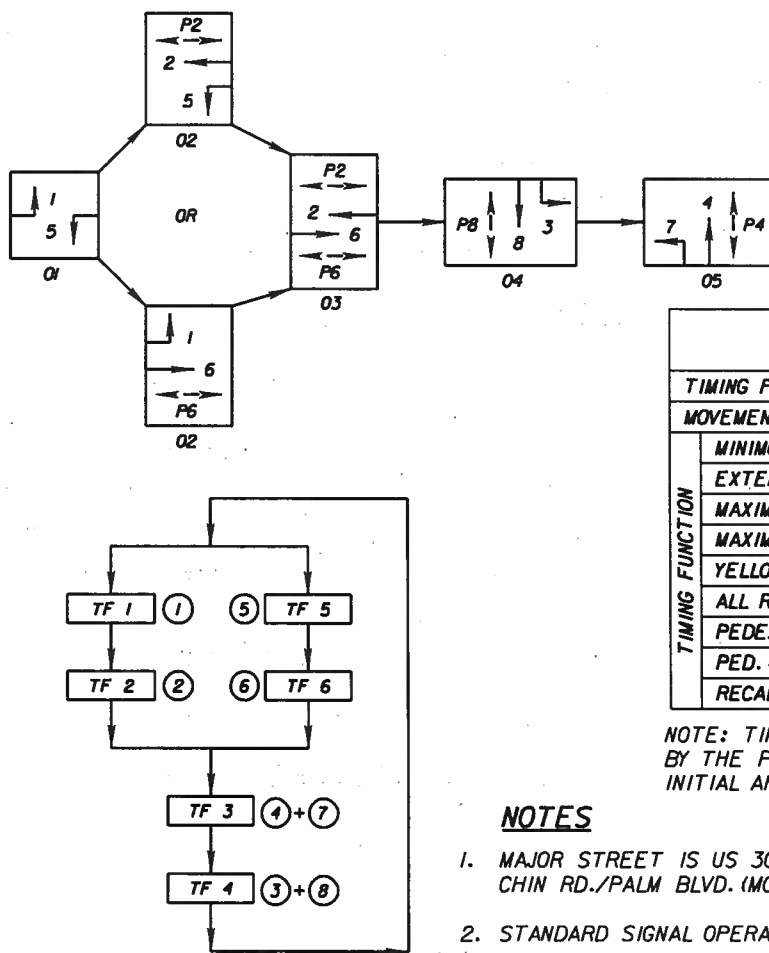 P2
2
5
02
1
5
01
OR
P2
2
6
P6
03
P8
8
3
04
4
7
P4
05
1
6
P6
02
TF 1 1 5 TF 5
TF 2 2 6 TF 6
TF 3 4 + 7
TF 4 3 + 8
TIMING F
MOVEMEN
TIMING FUNCTION
MINIM
EXTE
MAXIM
MAXIM
YELLO
ALL R
PEDE
PED.
RECA
NOTE: TI
BY THE P
INITIAL A
NOTES
1. MAJOR STREET IS US 30
CHIN RD./PALM BLVD. (MO
2. STANDARD SIGNAL OPERA